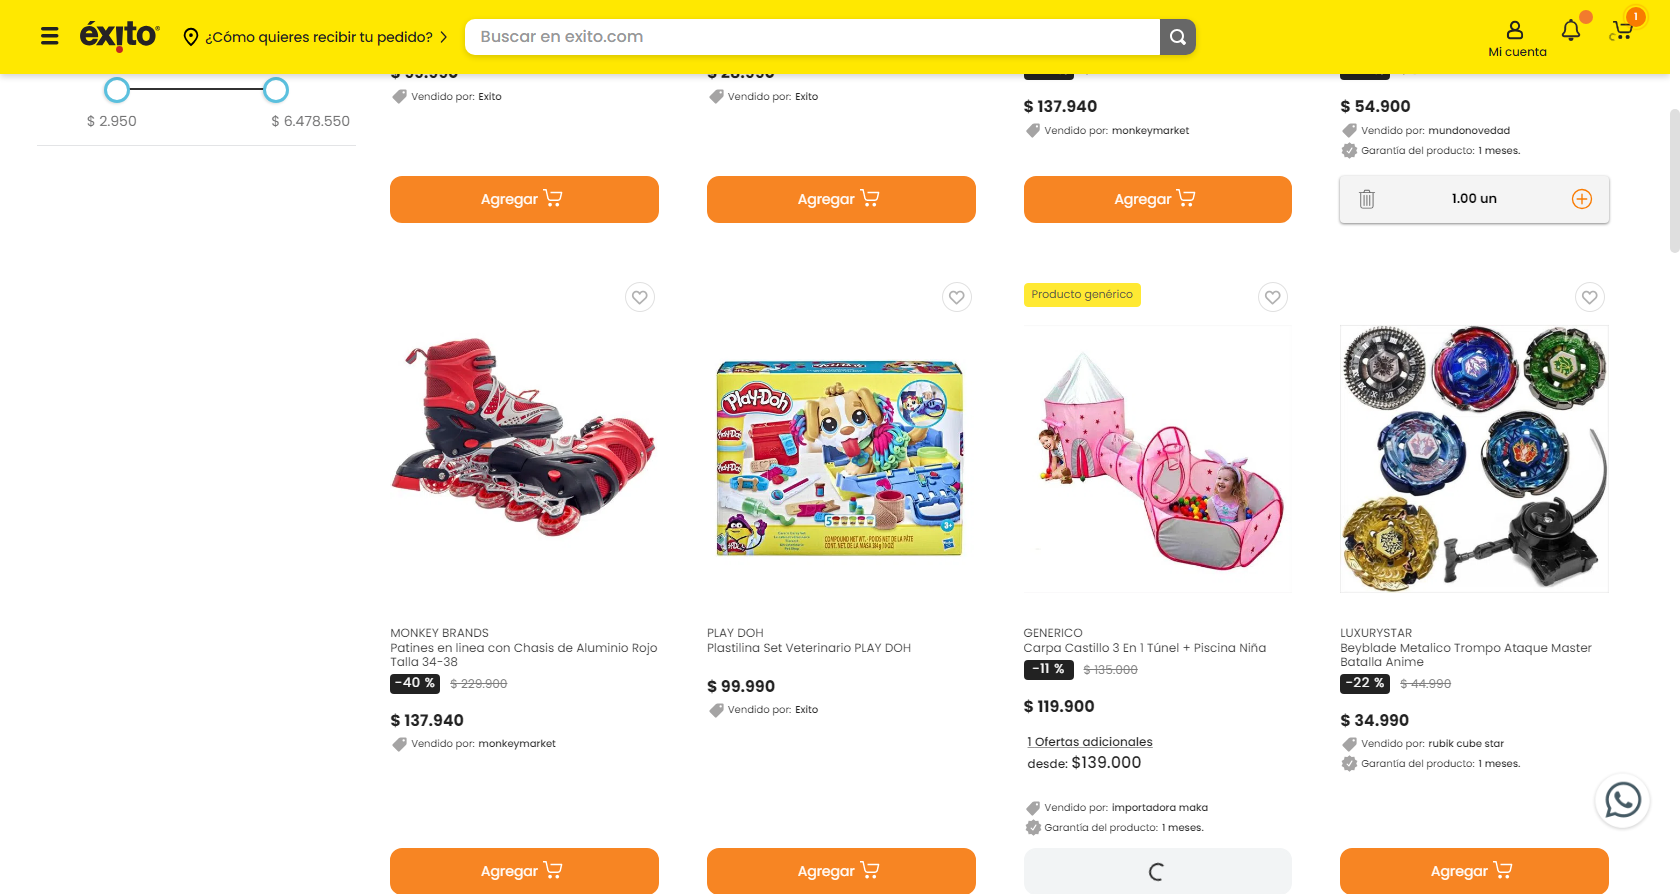 éxito
¿Cómo quieres recibir tu pedido?
Buscar en exito.com
Mi cuenta
1
$ 2.950
$ 6.478.550
$ 99.990
Vendido por: Exito
Agregar
$ 28.990
Vendido por: Exito
Agregar
$ 137.940
Vendido por: monkeymarket
Agregar
$ 54.900
Vendido por: mundonovedad
Garantía del producto: 1 meses.
1.00 un
MONKEY BRANDS
Patines en linea con Chasis de Aluminio Rojo
Talla 34-38
-40 % $ 229.900
$ 137.940
Vendido por: monkeymarket
Agregar
Play-Doh
3+
PLAY DOH
Plastilina Set Veterinario PLAY DOH
$ 99.990
Vendido por: Exito
Agregar
Producto genérico
GENERICO
Carpa Castillo 3 En 1 Túnel + Piscina Niña
-11 % $ 135.000
$ 119.900
1 Ofertas adicionales
desde: $139.000
Vendido por: importadora maka
Garantía del producto: 1 meses.
LUXURYSTAR
Beyblade Metalico Trompo Ataque Master
Batalla Anime
-22 % $ 44.990
$ 34.990
Vendido por: rubik cube star
Garantía del producto: 1 meses.
Agregar